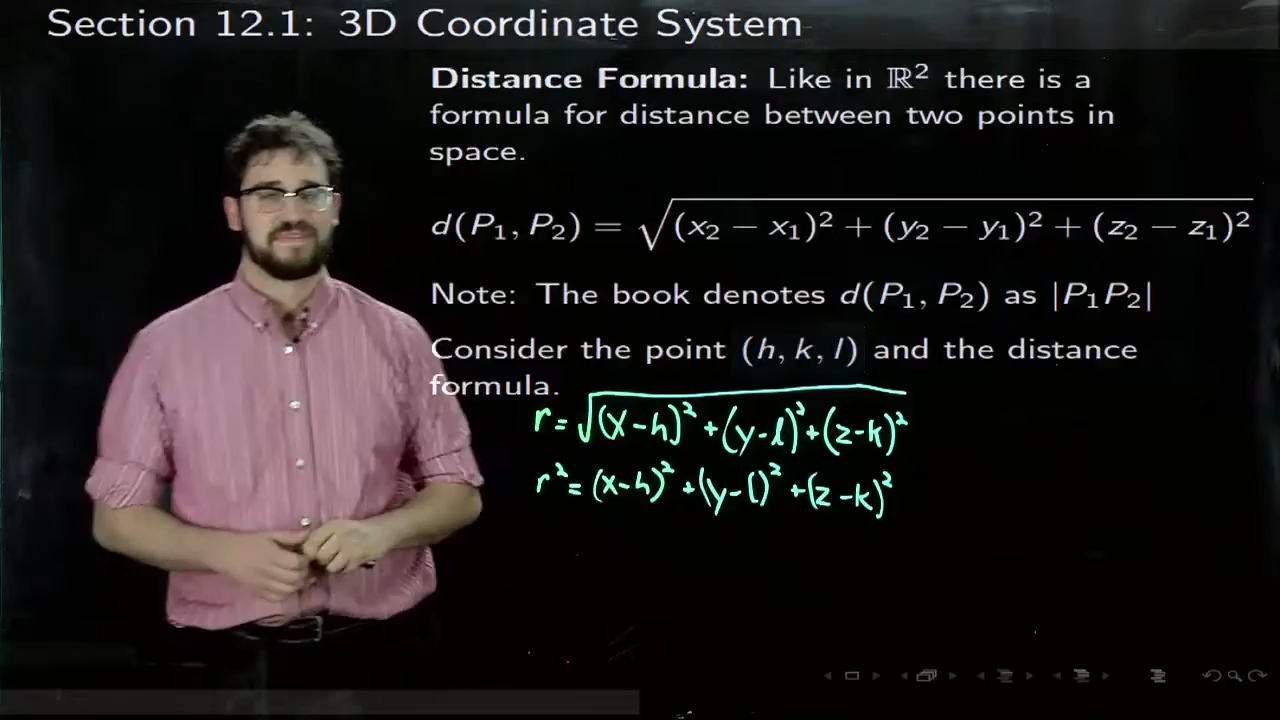 Section 12.1: 3D Coordinate System
Distance Formula: Like in ℝ² there is a
formula for distance between two points in
space.
d(P₁, P₂) = √((x₂ − x₁)² + (y₂ − y₁)² + (z₂ − z₁)²)
Note: The book denotes d(P₁, P₂) as |P₁P₂|
Consider the point (h, k, l) and the distance
formula.
r = √((x-h)² + (y-l)² + (z-k)²)
r² = (x-h)² + (y-l)² + (z-k)²